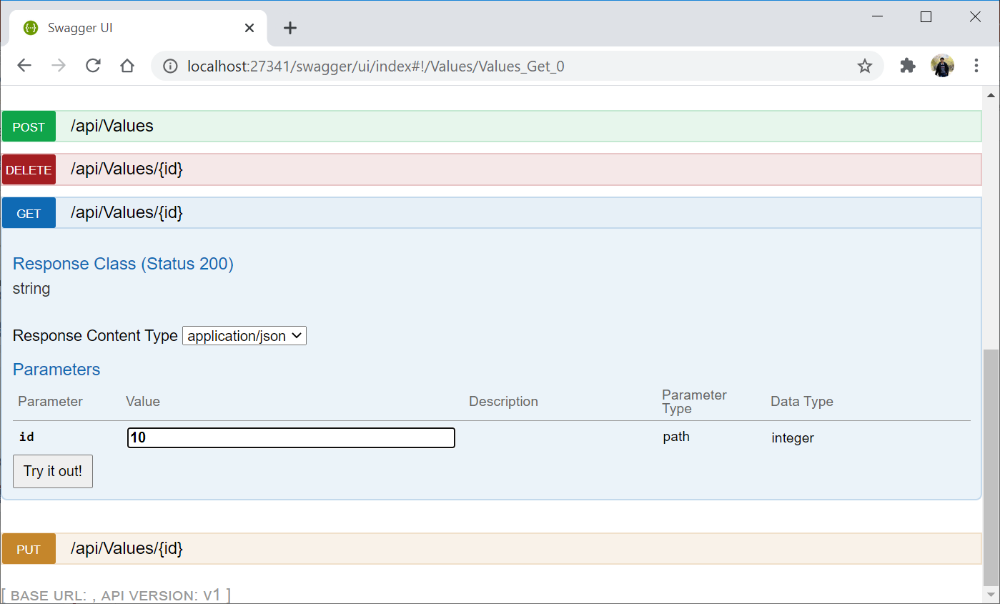 Swagger UI
localhost:27341/swagger/ui/index#!/Values/Values_Get_0
POST /api/Values
DELETE /api/Values/{id}
GET /api/Values/{id}
Response Class (Status 200)
string
Response Content Type application/json
Parameters
Parameter Value Description Parameter Type Data Type
id 10 path integer
Try it out!
PUT /api/Values/{id}
[ BASE URL: , API VERSION: V1 ]